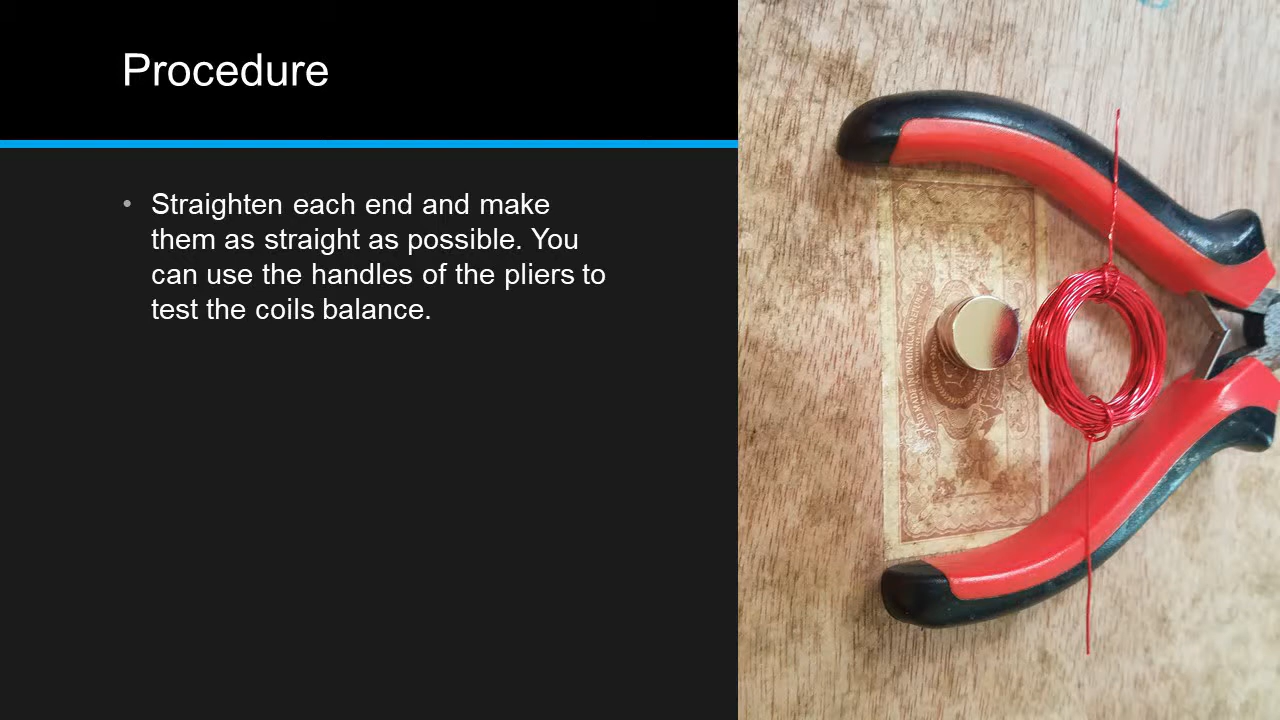 Procedure
• Straighten each end and make
them as straight as possible. You
can use the handles of the pliers to
test the coils balance.